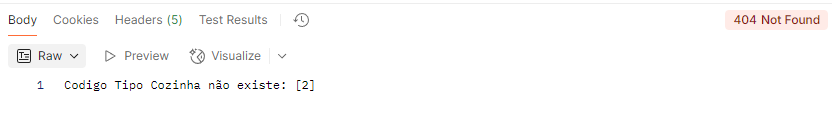 Body Cookies Headers (5) Test Results 404 Not Found
Raw Preview Visualize
1 Codigo Tipo Cozinha não existe: [2]